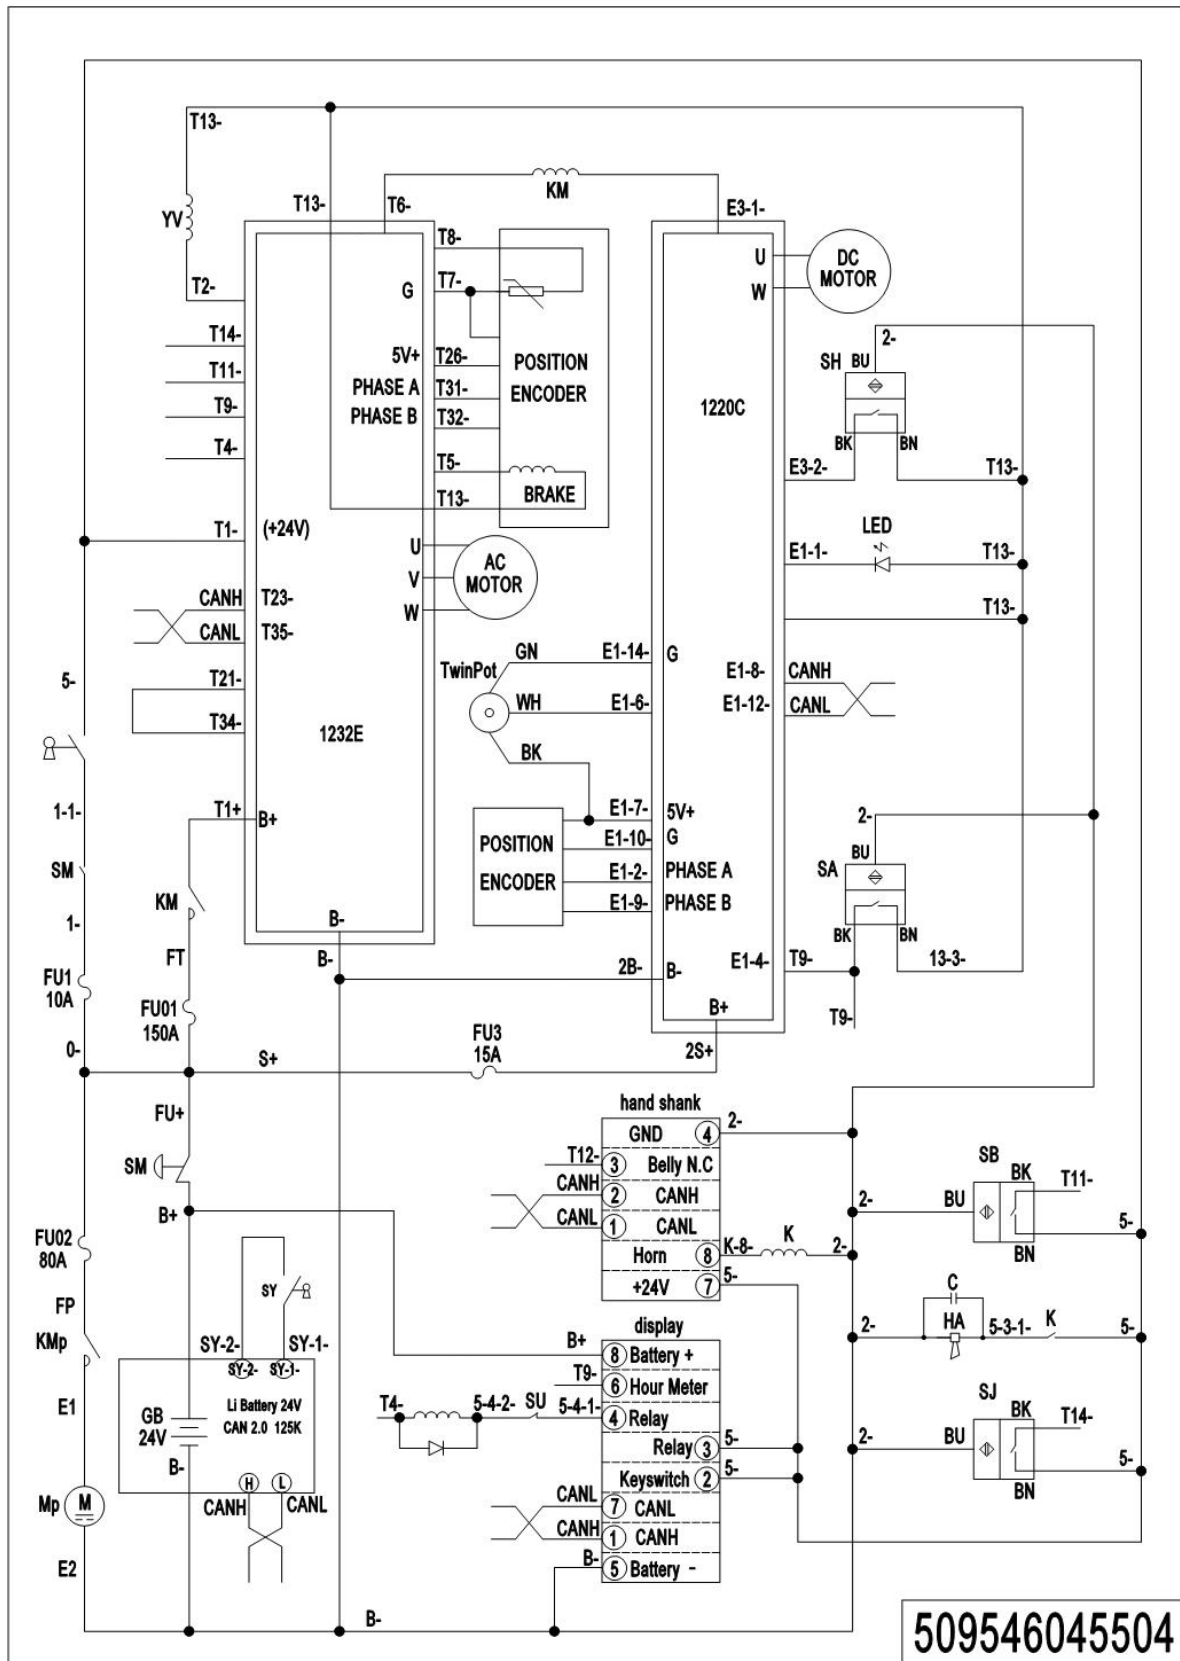 T13-
YV
T13-
T6-
KM
E3-1-
T2-
T8-
T7-
G
5V+
T26-
PHASE A
T31-
PHASE B
T32-
T5-
T13-
POSITION
ENCODER
BRAKE
T14-
T11-
T9-
T4-
T1-
(+24V)
U
V
W
AC
MOTOR
CANH
T23-
CANL
T35-
T21-
T34-
1232E
T1+
B+
B-
B-
U
W
DC
MOTOR
1220C
2-
SH
BU
BK
BN
E3-2-
T13-
LED
E1-1-
T13-
T13-
TwinPot
GN
E1-14-
G
WH
E1-6-
BK
E1-8-
CANH
E1-12-
CANL
POSITION
ENCODER
E1-7-
5V+
E1-10-
G
E1-2-
PHASE A
E1-9-
PHASE B
2-
SA
BU
BK
BN
E1-4-
T9-
13-3-
T9-
2B-
B-
B+
2S+
5-
1-1-
SM
1-
FU1
10A
0-
KM
FT
FU01
150A
S+
FU3
15A
FU+
SM
B+
FU02
80A
FP
KMp
E1
Mp
M
E2
SY
SY-2-
SY-1-
SY-2-
SY-1-
Li Battery 24V
CAN 2.0 125K
GB
24V
B-
H
L
CANH
CANL
hand shank
GND
4
2-
T12-
3
Belly N.C
CANH
2
CANH
CANL
1
CANL
Horn
8
K-8-
K
2-
+24V
7
5-
display
B+
8
Battery +
T9-
6
Hour Meter
T4-
5-4-2-
SU
5-4-1-
4
Relay
Relay
3
5-
Keyswitch
2
5-
CANL
7
CANL
CANH
1
CANH
B-
5
Battery -
B-
SB
BK
T11-
2-
BU
BN
5-
C
HA
2-
5-3-1-
K
5-
SJ
BK
T14-
2-
BU
BN
5-
509546045504